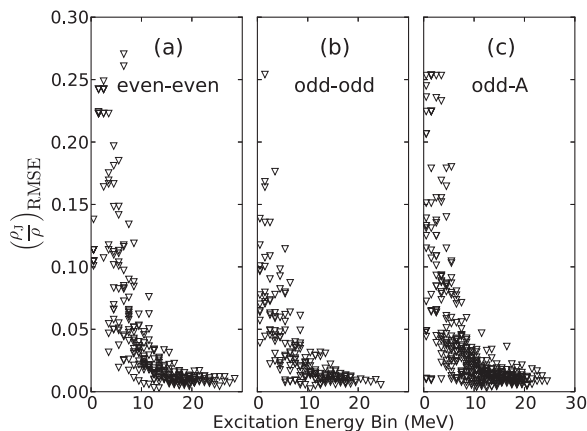 0.30
0.25
0.20
0.15
0.10
0.05
0.00
(ρJ/ρ)RMSE
(a)
even-even
(b)
odd-odd
(c)
odd-A
0 10 20 0 10 20 0 10 20 30
Excitation Energy Bin (MeV)